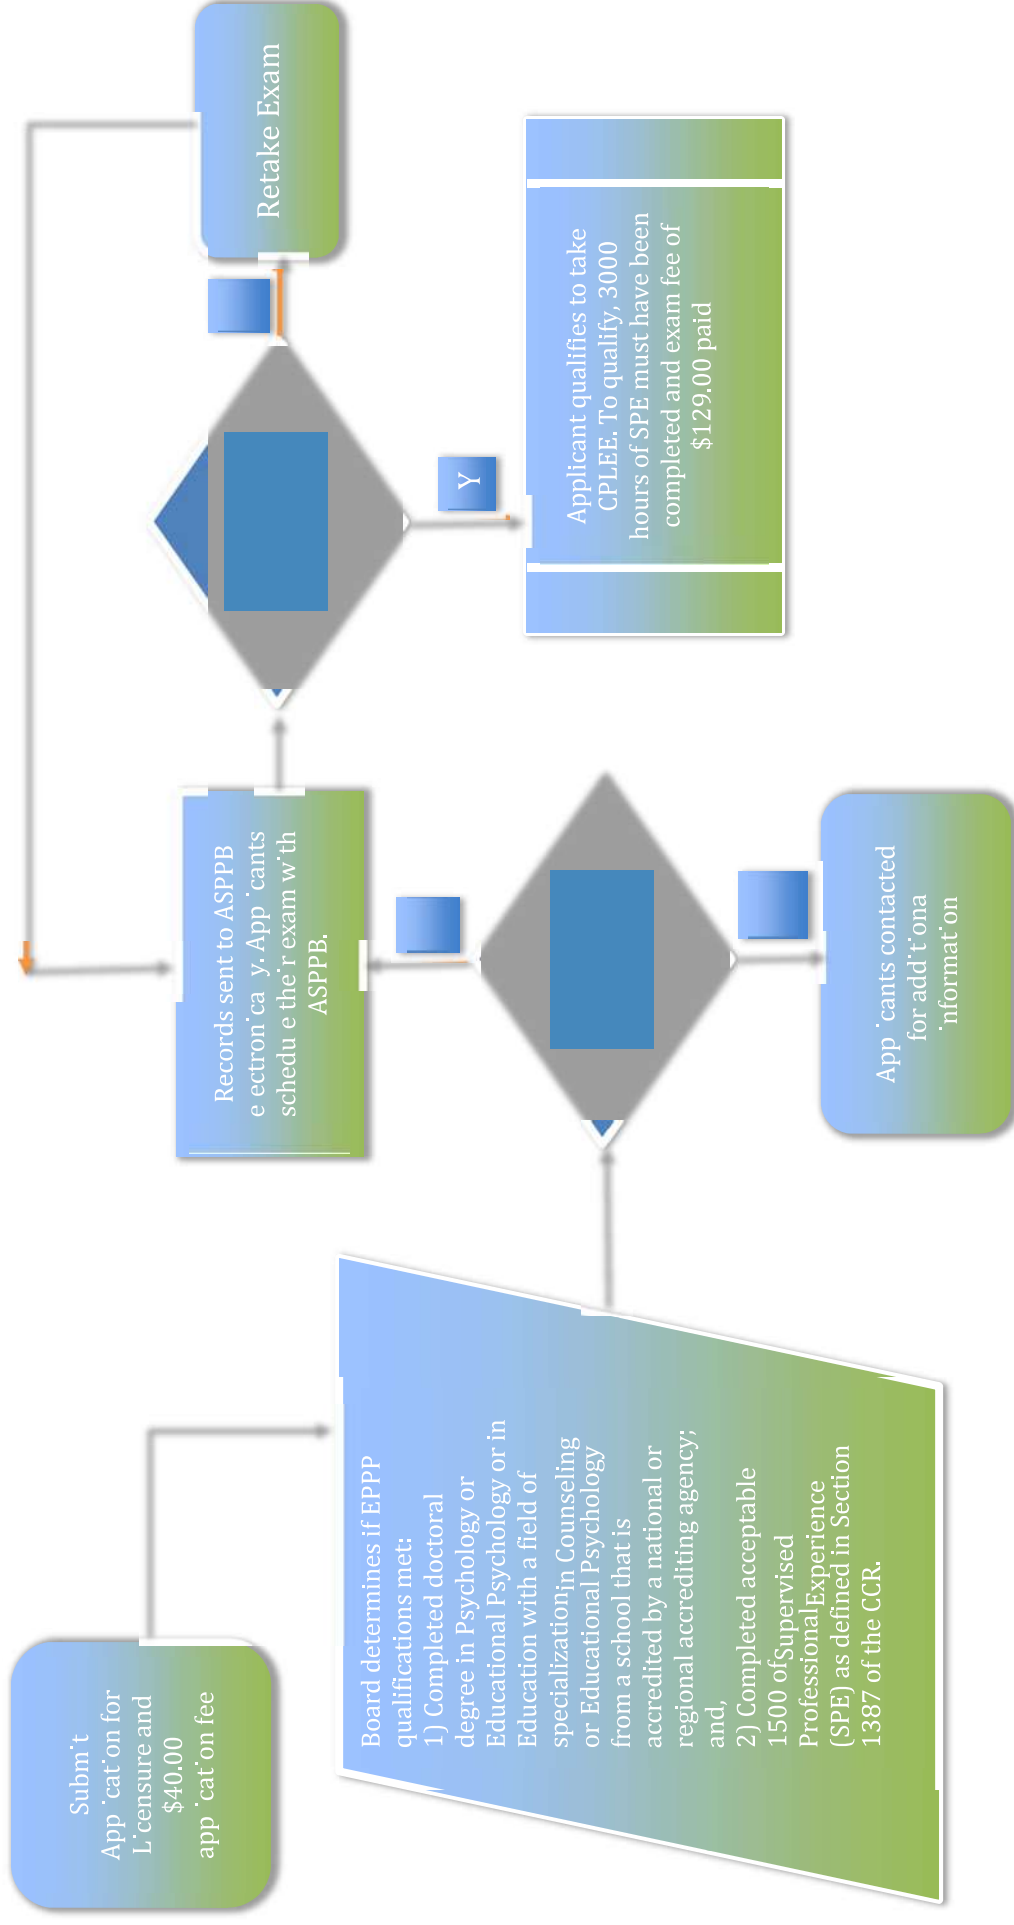 Subm't
App 'cat'on for
L'censure and
$40.00
app 'cat'on fee
Board determines if EPPP
qualifications met:
1) Completed doctoral
degree in Psychology or
Educational Psychology or in
Education with a field of
specialization in Counseling
or Educational Psychology
from a school that is
accredited by a national or
regional accrediting agency;
and,
2) Completed acceptable
1500 of Supervised
Professional Experience
(SPE) as defined in Section
1387 of the CCR.
Records sent to ASPPB
e ectron'ca y. App 'cants
schedu e the'r exam w'th
ASPPB.
App 'cants contacted
for add't'ona
'nformat'on
Retake Exam
Y
Applicant qualifies to take
CPLEE. To qualify, 3000
hours of SPE must have been
completed and exam fee of
$129.00 paid